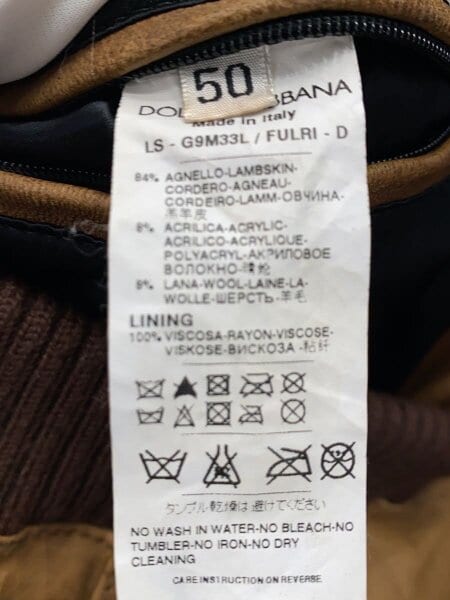 50
DOL BBANA
Made in Italy
LS - G9M33L / FULRI - D
84% AGNELLO-LAMBSKIN-
CORDERO-AGNEAU-
CORDEIRO-LAMM-ОВЧИНА-
羊羊皮
8% ACRILICA-ACRYLIC-
ACRILICO-ACRYLIQUE-
POLYACRYL-АКРИЛОВОЕ
ВОЛОКНО-腈纶
8% LANA-WOOL-LAINE-LA-
WOLLE-ШЕРСТЬ-羊毛
LINING
100% VISCOSA-RAYON-VISCOSE-
VISKOSE-ВИСКОЗА-粘纤
タンブル乾燥は避けてください
NO WASH IN WATER-NO BLEACH-NO
TUMBLER-NO IRON-NO DRY
CLEANING
CARE INSTRUCTION ON REVERSE